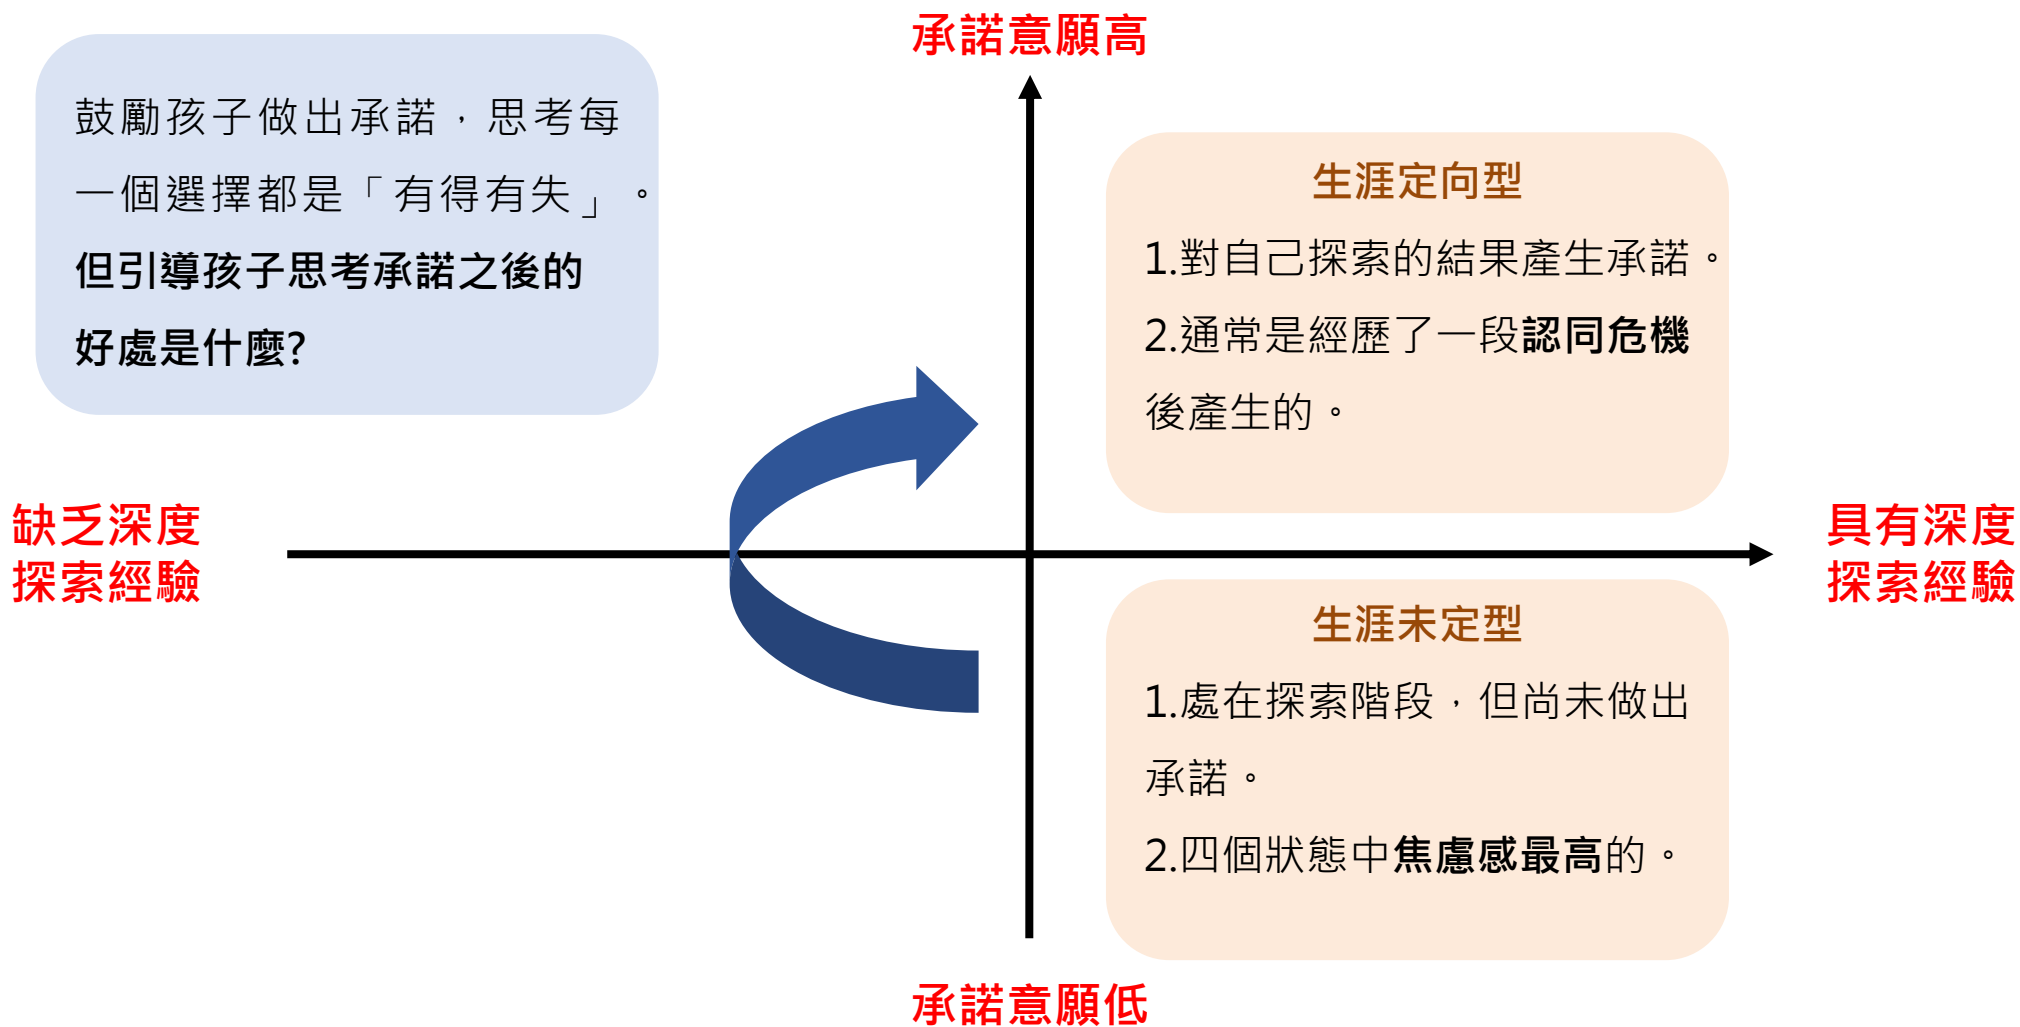 承諾意願高
鼓勵孩子做出承諾，思考每
一個選擇都是「有得有失」。
但引導孩子思考承諾之後的
好處是什麼?
生涯定向型
1.對自己探索的結果產生承諾。
2.通常是經歷了一段認同危機
後產生的。
缺乏深度
探索經驗
具有深度
探索經驗
生涯未定型
1.處在探索階段，但尚未做出
承諾。
2.四個狀態中焦慮感最高的。
承諾意願低